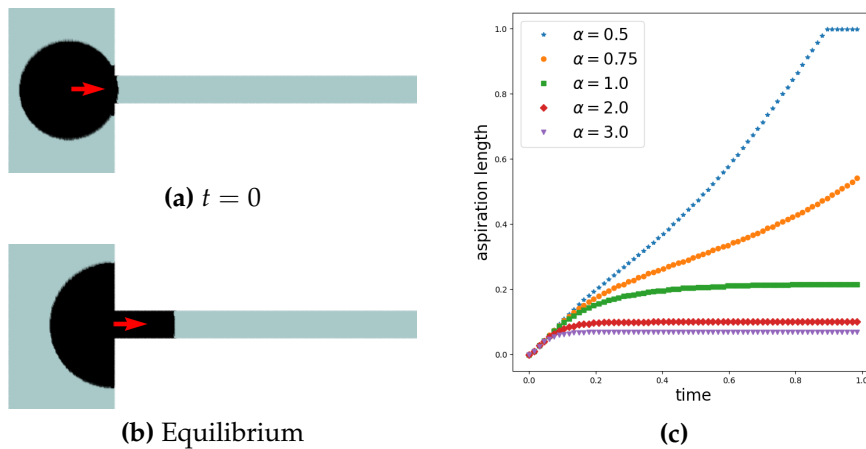 (a) t = 0
(b) Equilibrium
α = 0.5
α = 0.75
α = 1.0
α = 2.0
α = 3.0
aspiration length
1.0
0.8
0.6
0.4
0.2
0.0
0.0 0.2 0.4 0.6 0.8 1.0
time
(c)